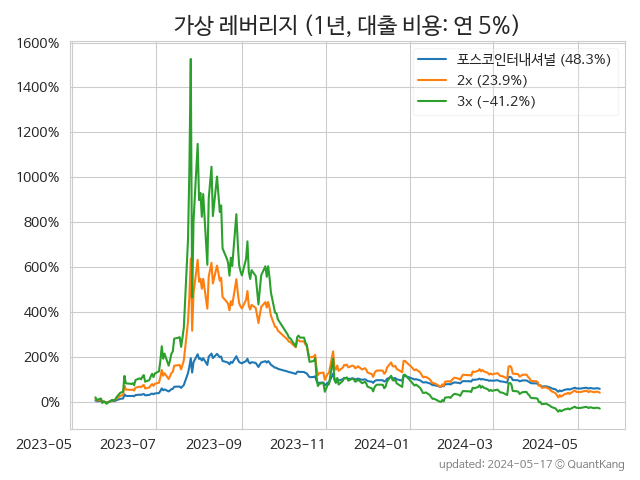 가상 레버리지 (1년, 대출 비용: 연 5%)
1600%
1400%
1200%
1000%
800%
600%
400%
200%
0%
포스코인터내셔널 (48.3%)
2x (23.9%)
3x (−41.2%)
2023-05 2023-07 2023-09 2023-11 2024-01 2024-03 2024-05
updated: 2024-05-17 © QuantKang